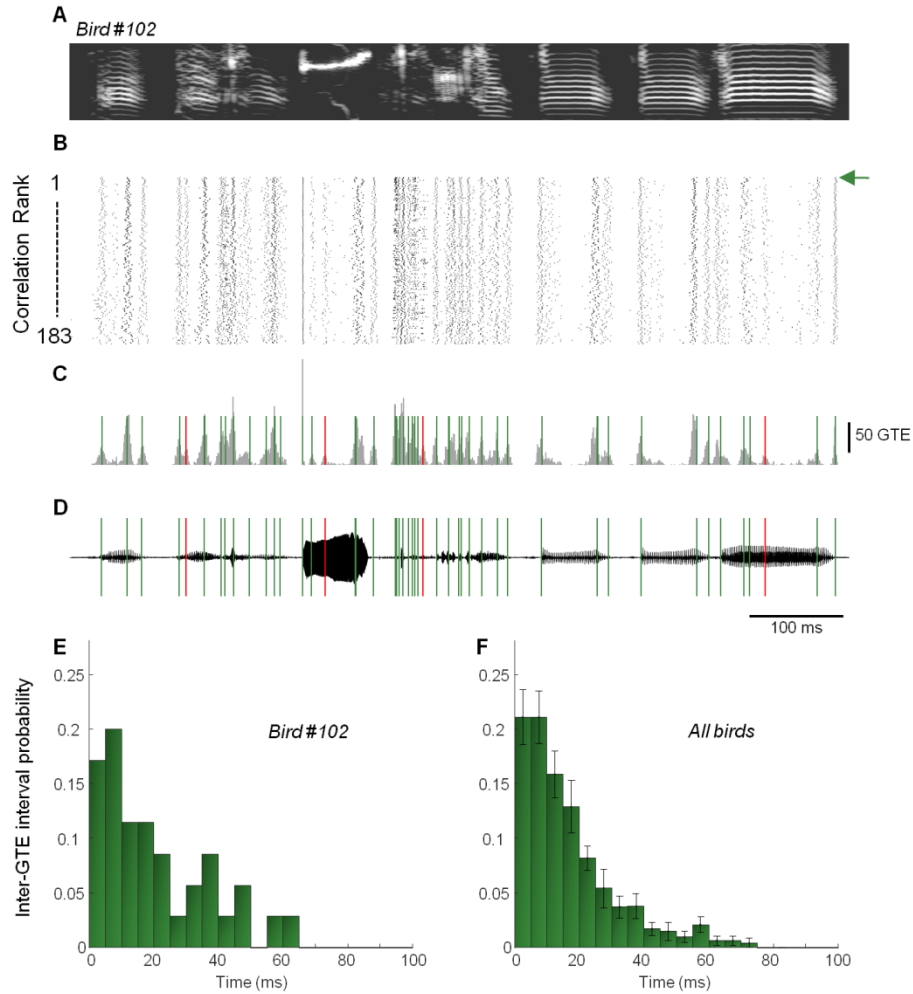 A
Bird #102
B
Correlation Rank
1
183
C
50 GTE
D
100 ms
E
F
Inter-GTE interval probability
0.25
0.2
0.15
0.1
0.05
0
Bird #102
0 20 40 60 80 100
Time (ms)
0.25
0.2
0.15
0.1
0.05
0
All birds
0 20 40 60 80 100
Time (ms)